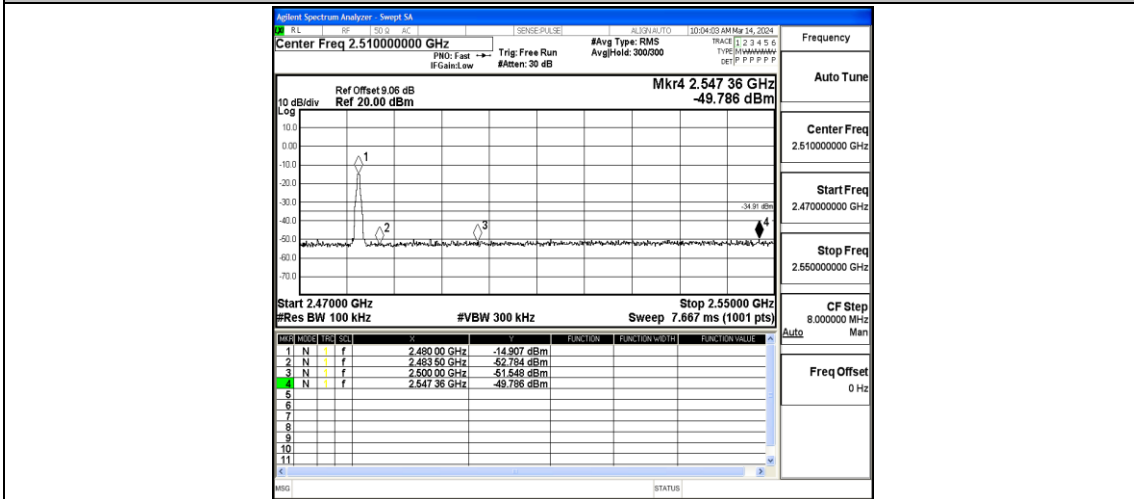 Agilent Spectrum Analyzer - Swept SA
RL RF 50 Ω AC SENSE:PULSE ALIGN AUTO 10:04:03 AM Mar 14, 2024
Center Freq 2.510000000 GHz
PNO: Fast
IFGain:Low
Trig: Free Run
#Atten: 30 dB
#Avg Type: RMS
Avg|Hold: 300/300
TRACE 1 2 3 4 5 6
TYPE
DET P P P P P P
Mkr4 2.547 36 GHz
-49.786 dBm
Ref Offset 9.06 dB
10 dB/div Ref 20.00 dBm
Log
10.0
0.00
-10.0
-20.0
-30.0
-40.0
-50.0
-60.0
-70.0
1
2
3
4
-34.91 dBm
Start 2.47000 GHz Stop 2.55000 GHz
#Res BW 100 kHz #VBW 300 kHz Sweep 7.667 ms (1001 pts)
MKR MODE TRC SCL X Y FUNCTION FUNCTION WIDTH FUNCTION VALUE
1 N 1 f 2.480 00 GHz -14.907 dBm
2 N 1 f 2.483 50 GHz -52.784 dBm
3 N 1 f 2.500 00 GHz -51.548 dBm
4 N 1 f 2.547 36 GHz -49.786 dBm
5
6
7
8
9
10
11
MSG STATUS
Frequency
Auto Tune
Center Freq
2.510000000 GHz
Start Freq
2.470000000 GHz
Stop Freq
2.550000000 GHz
CF Step
8.000000 MHz
Auto Man
Freq Offset
0 Hz